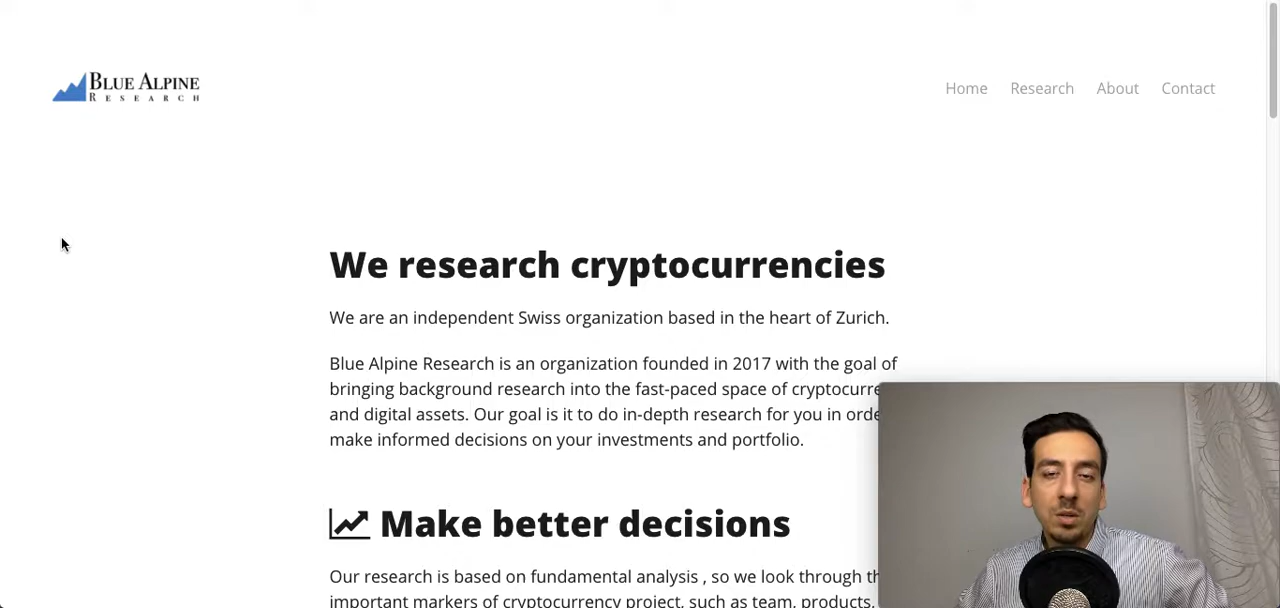 BLUE ALPINE
RESEARCH
Home Research About Contact
We research cryptocurrencies
We are an independent Swiss organization based in the heart of Zurich.
Blue Alpine Research is an organization founded in 2017 with the goal of
bringing background research into the fast-paced space of cryptocurre
and digital assets. Our goal is it to do in-depth research for you in orde
make informed decisions on your investments and portfolio.
Make better decisions
Our research is based on fundamental analysis , so we look through th
important markers of cryptocurrency project, such as team, products,